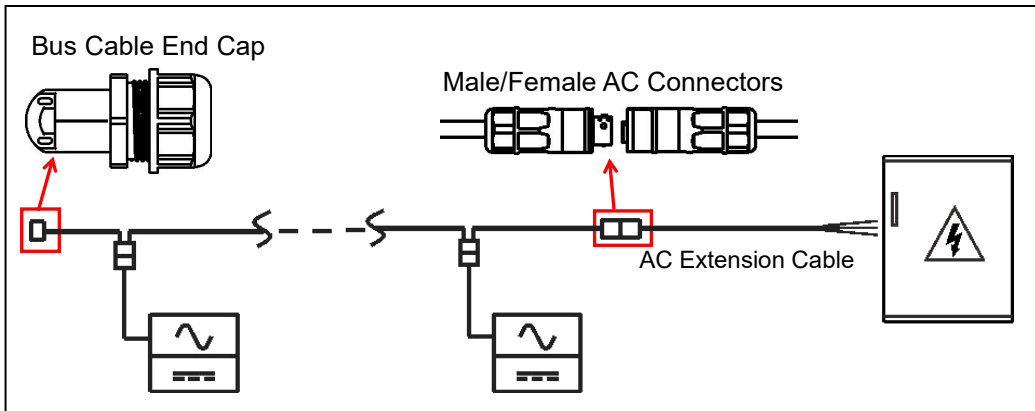 Bus Cable End Cap
Male/Female AC Connectors
AC Extension Cable